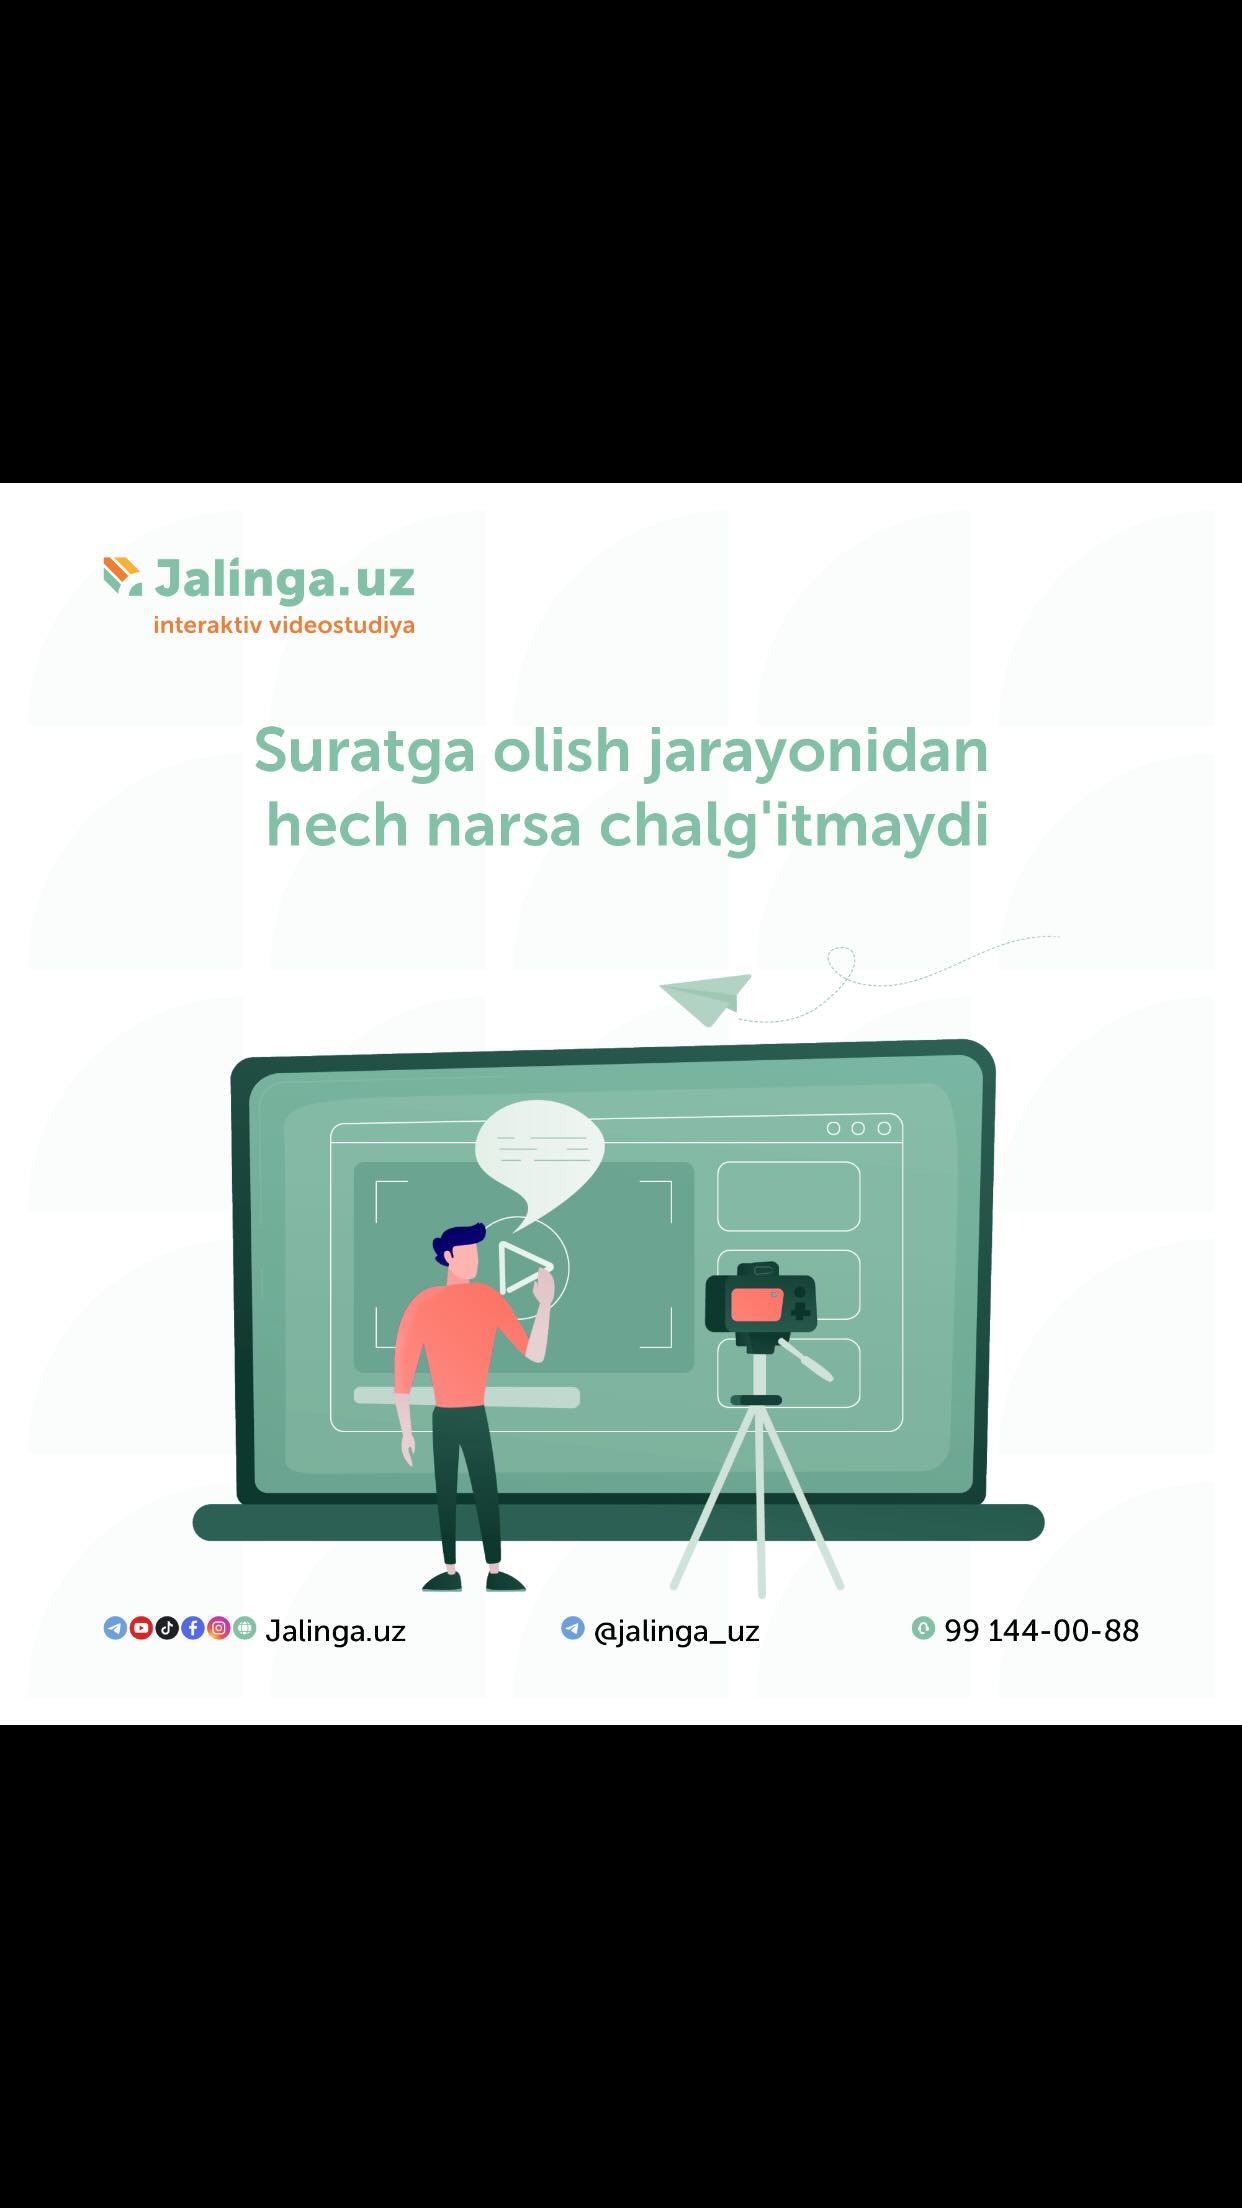 Jalinga.uz
interaktiv videostudiya
Suratga olish jarayonidan
hech narsa chalg'itmaydi
Jalinga.uz
@jalinga_uz
99 144-00-88